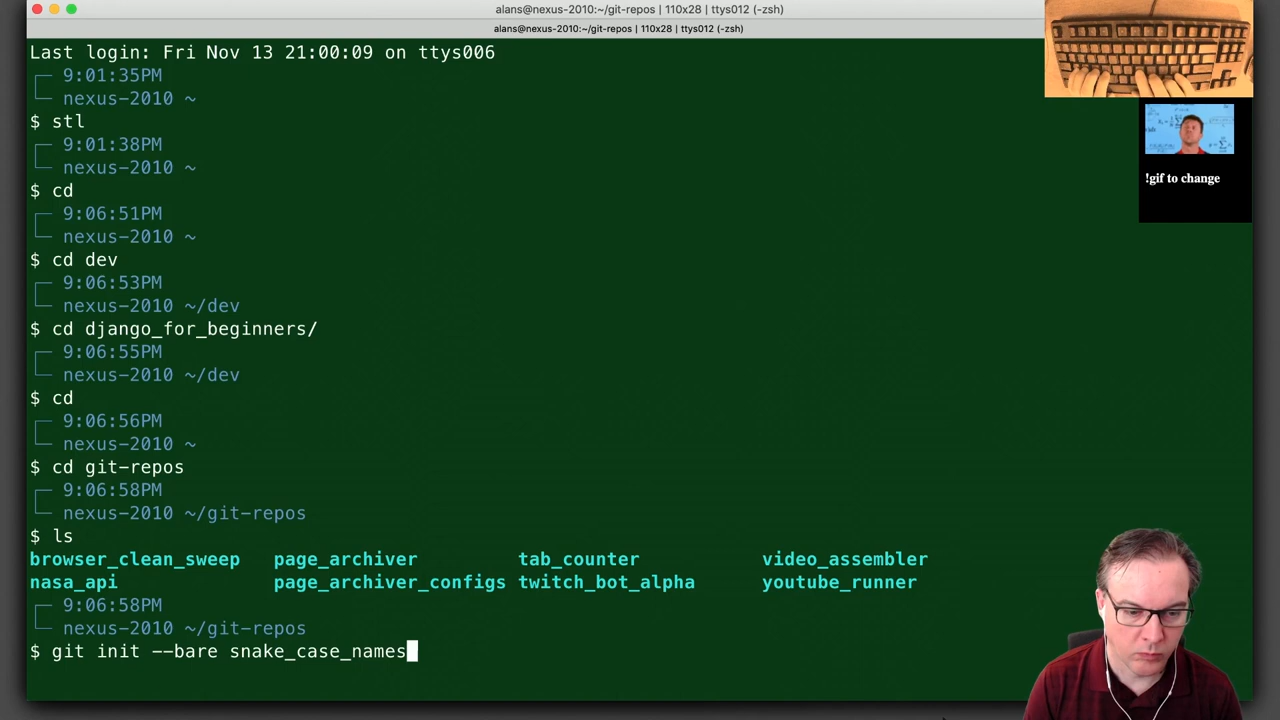 alans@nexus-2010:~/git-repos | 110x28 | ttys012 (-zsh)
alans@nexus-2010:~/git-repos | 110x28 | ttys012 (-zsh)
Last login: Fri Nov 13 21:00:09 on ttys006
9:01:35PM
nexus-2010 ~
$ stl
9:01:38PM
nexus-2010 ~
$ cd
9:06:51PM
nexus-2010 ~
$ cd dev
9:06:53PM
nexus-2010 ~/dev
$ cd django_for_beginners/
9:06:55PM
nexus-2010 ~/dev
$ cd
9:06:56PM
nexus-2010 ~
$ cd git-repos
9:06:58PM
nexus-2010 ~/git-repos
$ ls
browser_clean_sweep page_archiver tab_counter video_assembler
nasa_api page_archiver_configs twitch_bot_alpha youtube_runner
9:06:58PM
nexus-2010 ~/git-repos
$ git init --bare snake_case_names
!gif to change